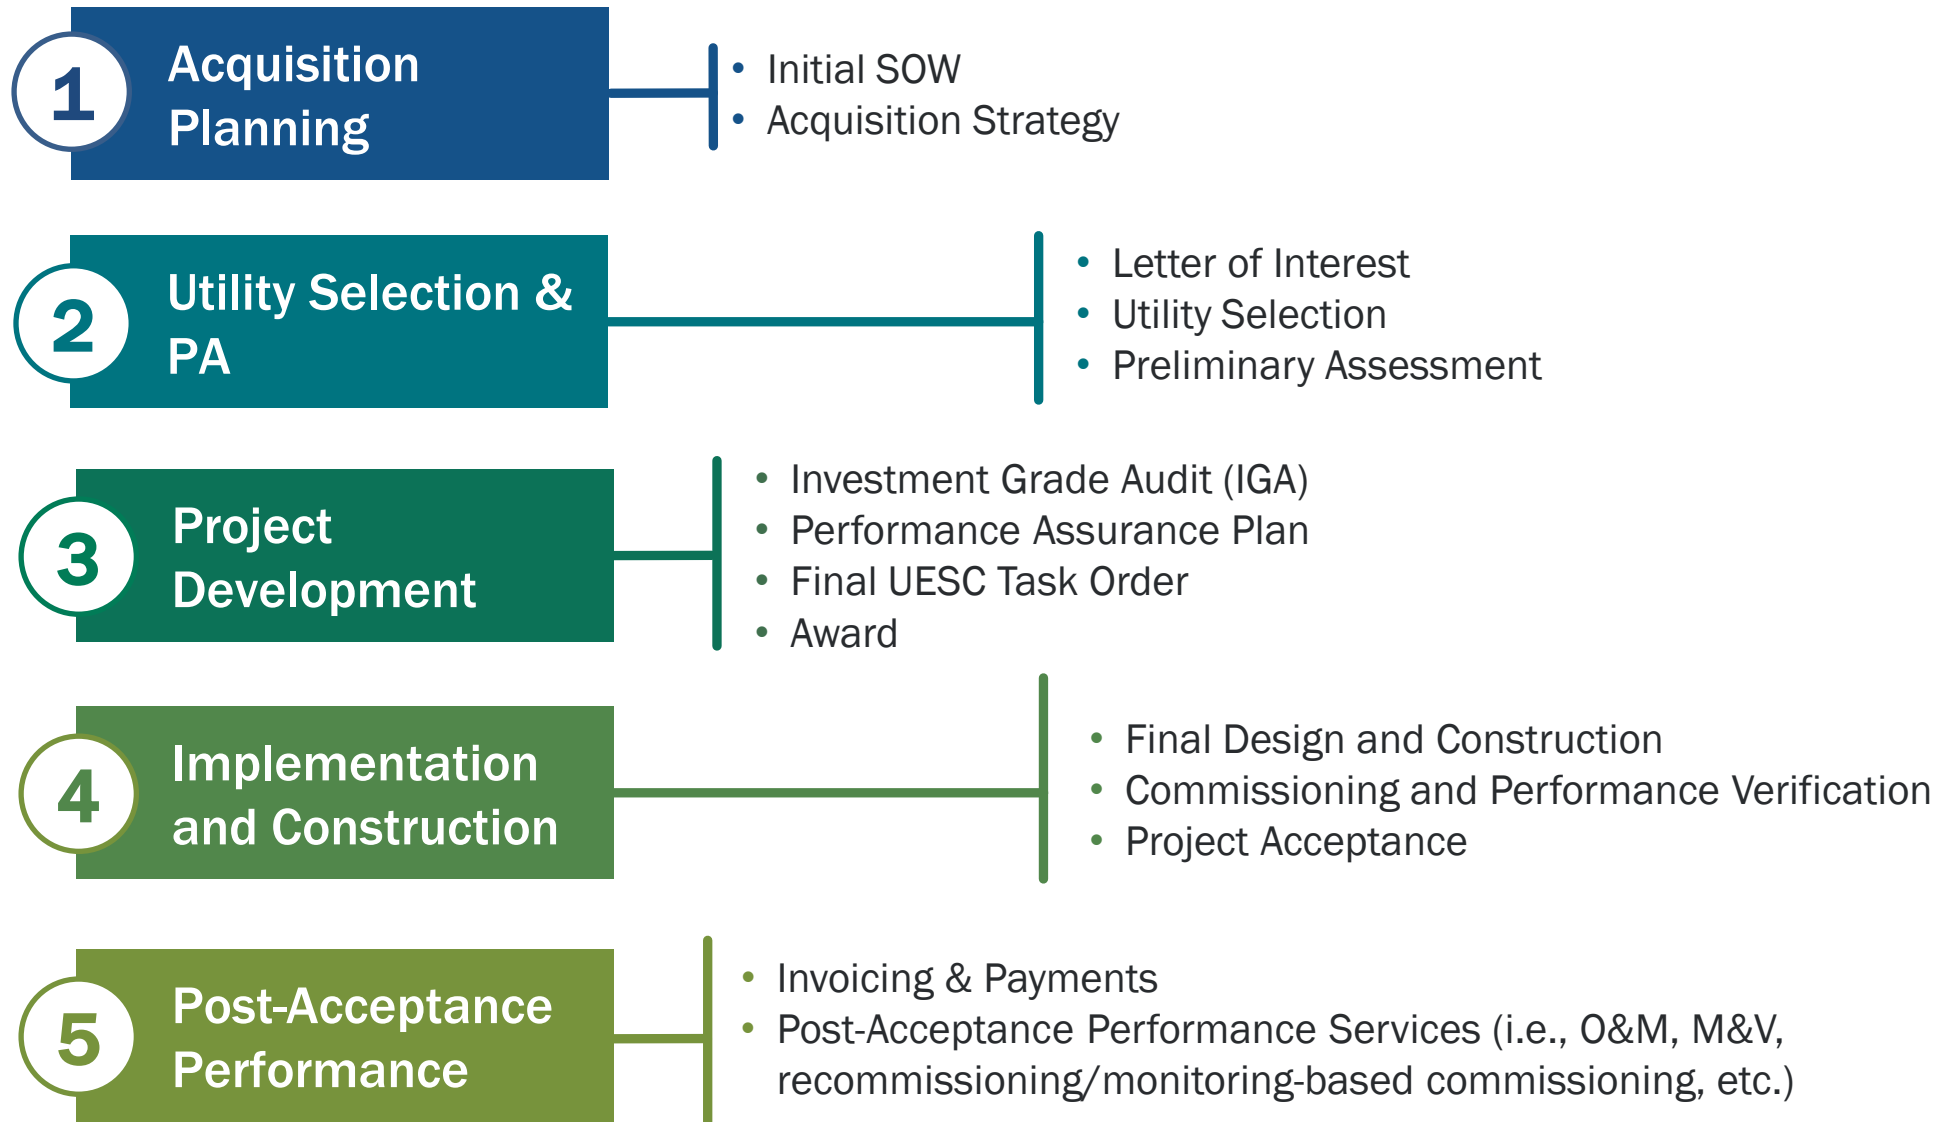 1
Acquisition
Planning
• Initial SOW
• Acquisition Strategy
2
Utility Selection &
PA
• Letter of Interest
• Utility Selection
• Preliminary Assessment
3
Project
Development
• Investment Grade Audit (IGA)
• Performance Assurance Plan
• Final UESC Task Order
• Award
4
Implementation
and Construction
• Final Design and Construction
• Commissioning and Performance Verification
• Project Acceptance
5
Post-Acceptance
Performance
• Invoicing & Payments
• Post-Acceptance Performance Services (i.e., O&M, M&V,
recommissioning/monitoring-based commissioning, etc.)